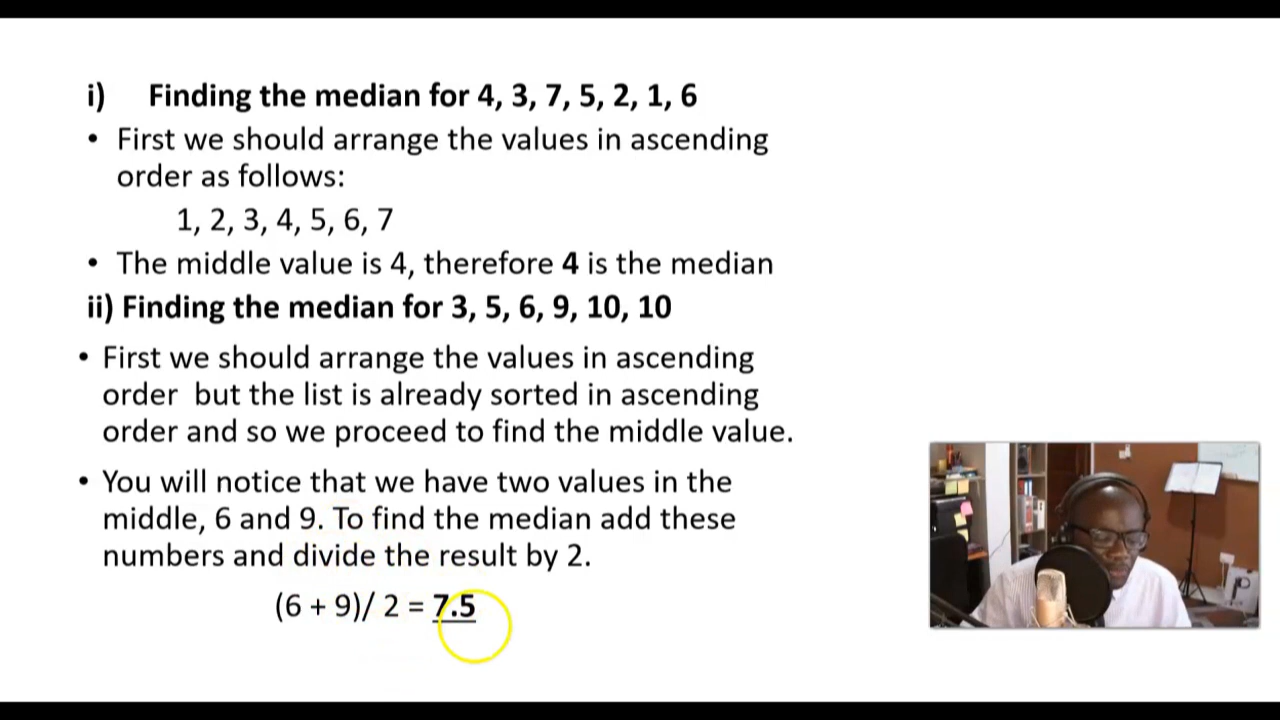 i) Finding the median for 4, 3, 7, 5, 2, 1, 6
• First we should arrange the values in ascending
order as follows:
1, 2, 3, 4, 5, 6, 7
• The middle value is 4, therefore 4 is the median
ii) Finding the median for 3, 5, 6, 9, 10, 10
• First we should arrange the values in ascending
order but the list is already sorted in ascending
order and so we proceed to find the middle value.
• You will notice that we have two values in the
middle, 6 and 9. To find the median add these
numbers and divide the result by 2.
(6 + 9)/ 2 = 7.5